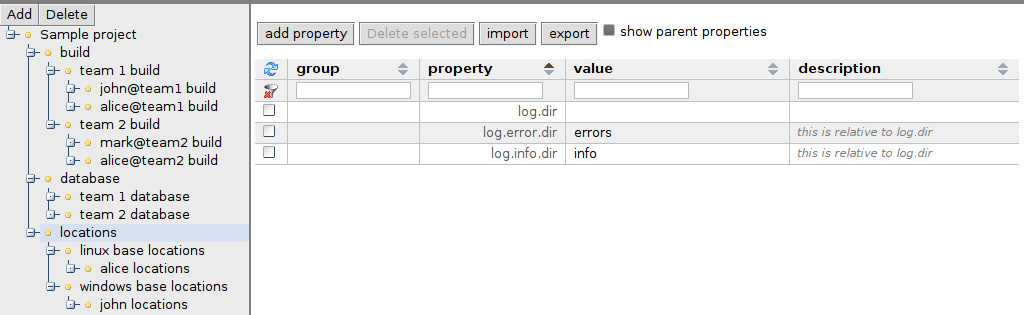 Add Delete
Sample project
build
team 1 build
john@team1 build
alice@team1 build
team 2 build
mark@team2 build
alice@team2 build
database
team 1 database
team 2 database
locations
linux base locations
alice locations
windows base locations
john locations
add property Delete selected import export show parent properties
group property value description
log.dir
log.error.dir errors this is relative to log.dir
log.info.dir info this is relative to log.dir